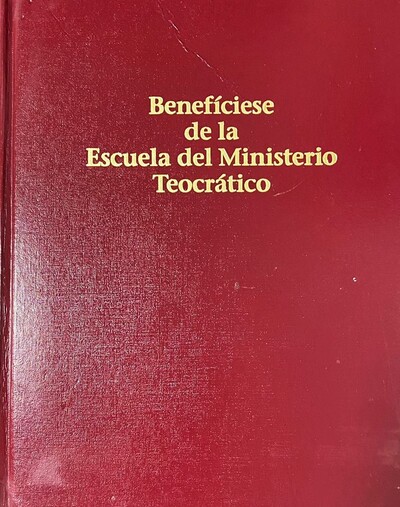 Benefíciese
de la
Escuela del Ministerio
Teocrático